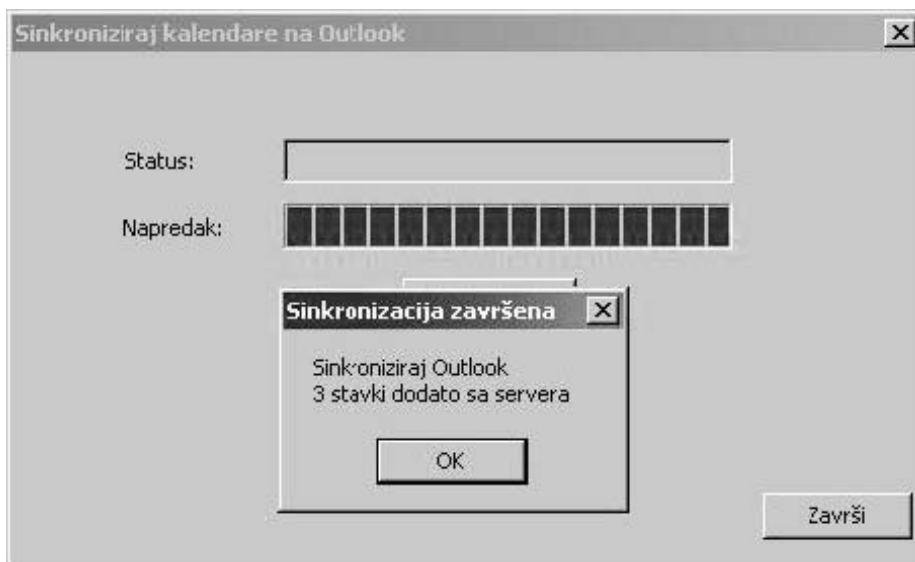 Sinkroniziraj kalendare na Outlook
Status:
Napredak:
Sinkronizacija završena
Sinkroniziraj Outlook
3 stavki dodato sa servera
OK
Završi